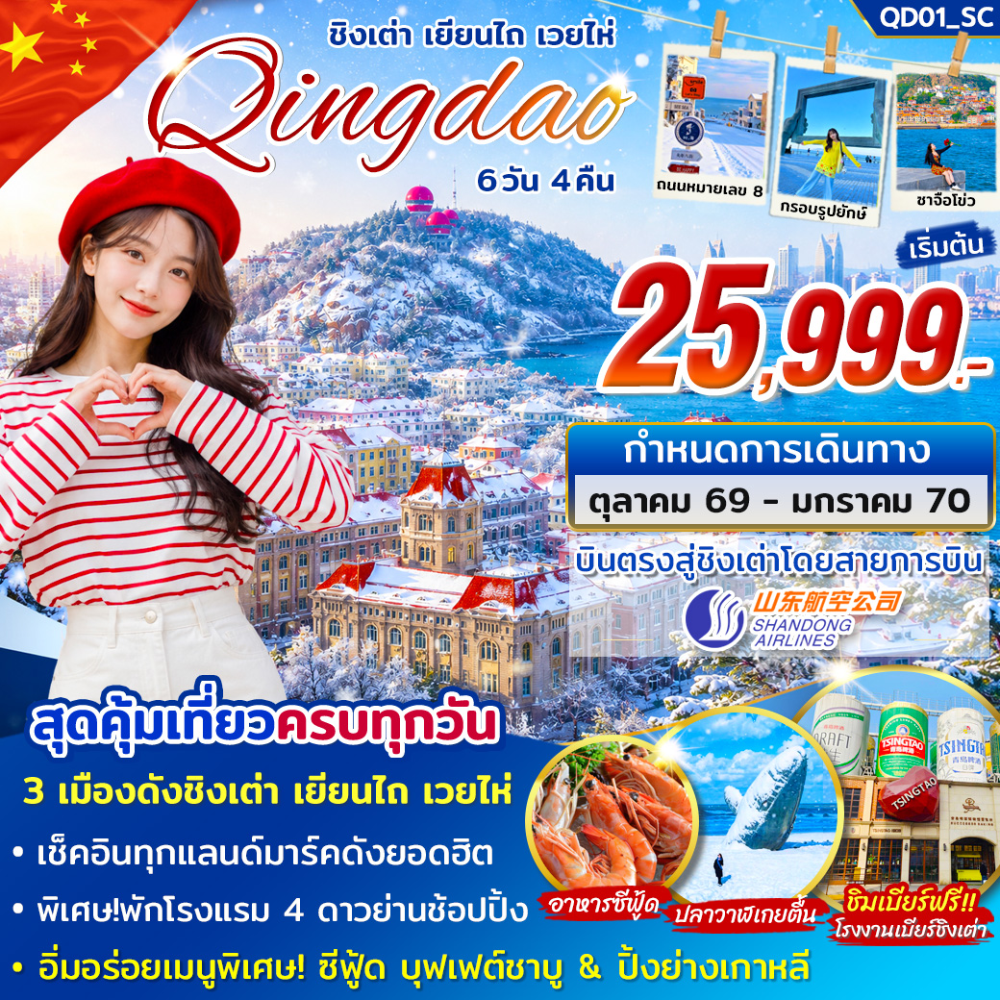 QD01_SC
ชิงเต่า เยียนไถ เวยไห่
Qingdao
6 วัน 4 คืน
ถนนหมายเลข 8
กรอบรูปยักษ์
ซาจือโข่ว
เริ่มต้น
25,999.-
กำหนดการเดินทาง
ตุลาคม 69 - มกราคม 70
บินตรงสู่ชิงเต่าโดยสายการบิน
山东航空公司
SHANDONG
AIRLINES
สุดคุ้มเที่ยวครบทุกวัน
3 เมืองดังชิงเต่า เยียนไถ เวยไห่
• เช็คอินทุกแลนด์มาร์คดังยอดฮิต
• พิเศษ!พักโรงแรม 4 ดาวย่านช้อปปิ้ง
• อิ่มอร่อยเมนูพิเศษ! ซีฟู้ด บุฟเฟต์ชาบู & ปิ้งย่างเกาหลี
อาหารซีฟู้ด
ปลาวาฬเกยตื้น
TSINGTAO
TSINGTAO
ชิมเบียร์ฟรี!!
โรงงานเบียร์ชิงเต่า